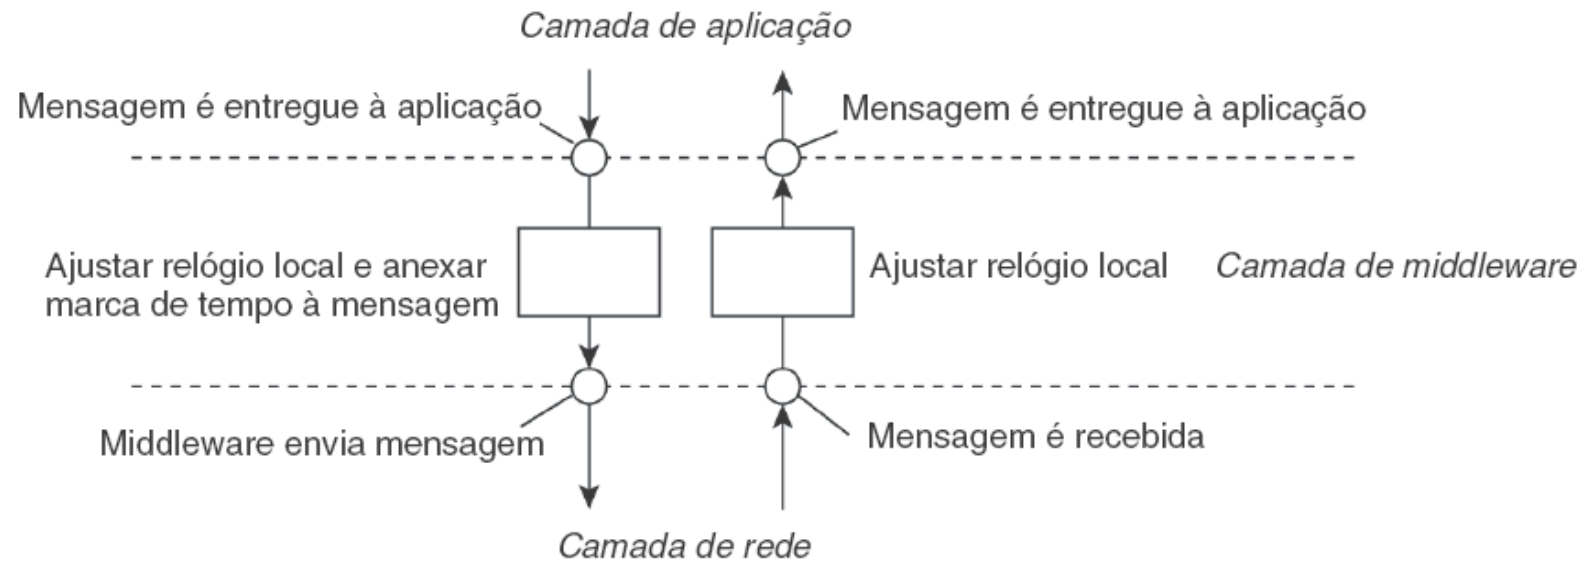 Camada de aplicação
Mensagem é entregue à aplicação
Mensagem é entregue à aplicação
Ajustar relógio local e anexar
marca de tempo à mensagem
Ajustar relógio local
Camada de middleware
Middleware envia mensagem
Mensagem é recebida
Camada de rede